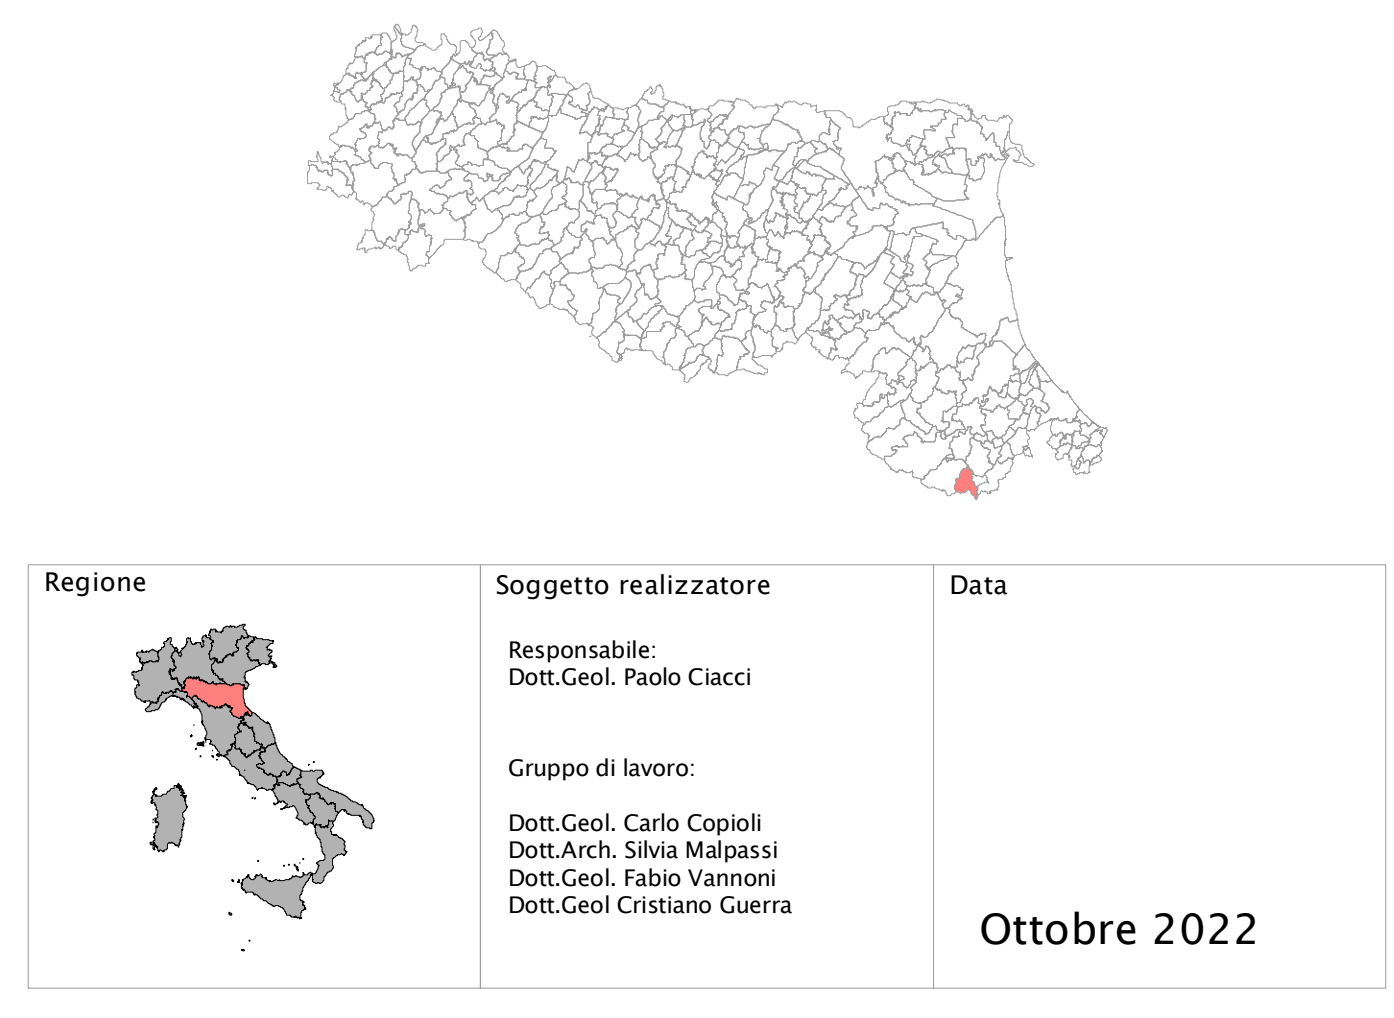 Regione
Soggetto realizzatore
Responsabile:
Dott.Geol. Paolo Ciacci
Gruppo di lavoro:
Dott.Geol. Carlo Copioli
Dott.Arch. Silvia Malpassi
Dott.Geol. Fabio Vannoni
Dott.Geol Cristiano Guerra
Data
Ottobre 2022